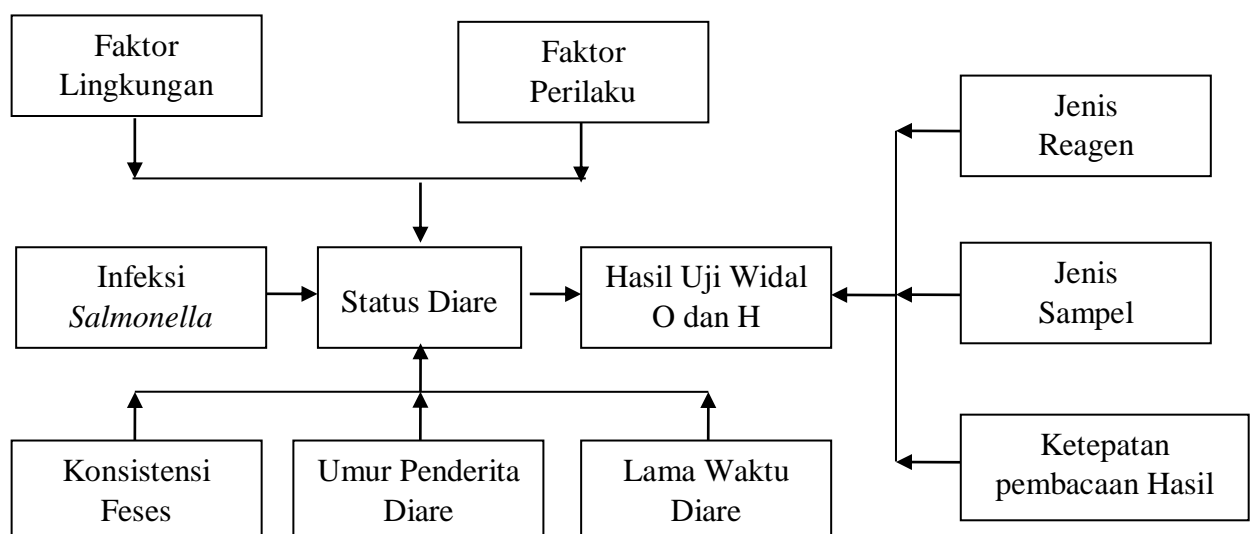 Faktor
Lingkungan
Faktor
Perilaku
Jenis
Reagen
Infeksi
Salmonella
Status Diare
Hasil Uji Widal
O dan H
Jenis
Sampel
Konsistensi
Feses
Umur Penderita
Diare
Lama Waktu
Diare
Ketepatan
pembacaan Hasil